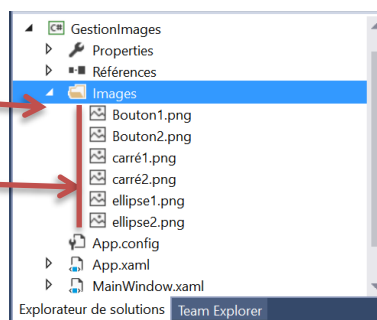 C# GestionImages
Properties
Références
Images
Bouton1.png
Bouton2.png
carré1.png
carré2.png
ellipse1.png
ellipse2.png
App.config
App.xaml
MainWindow.xaml
Explorateur de solutions Team Explorer